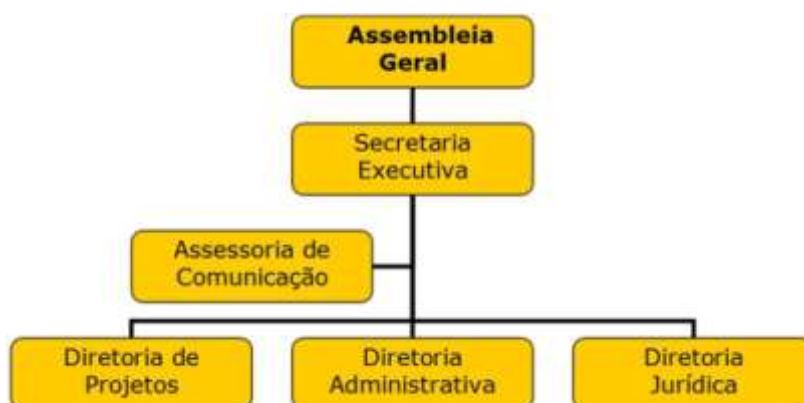 Assembleia
Geral
Secretaria
Executiva
Assessoria de
Comunicação
Diretoria de
Projetos
Diretoria
Administrativa
Diretoria
Jurídica